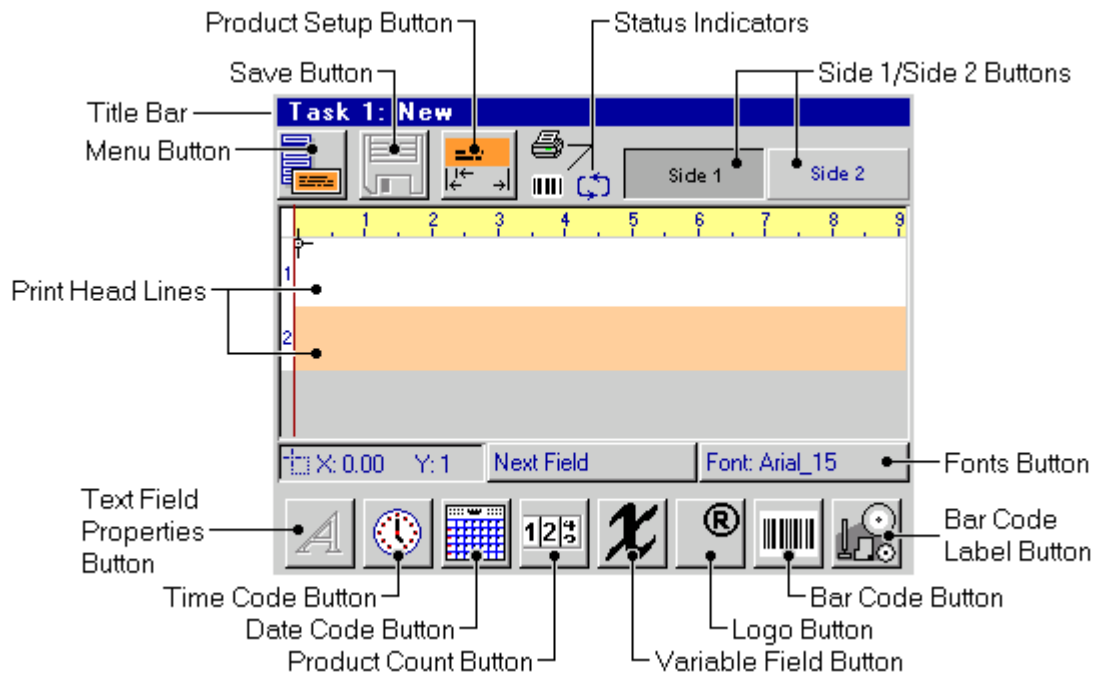 Product Setup Button
Status Indicators
Save Button
Side 1/Side 2 Buttons
Title Bar
Task 1: New
Menu Button
Side 1
Side 2
1 2 3 4 5 6 7 8 9
1
Print Head Lines
2
X: 0.00 Y: 1
Next Field
Font: Arial_15
Fonts Button
Text Field
Properties
Button
1 2 3 4 5
®
Bar Code
Label Button
Time Code Button
Bar Code Button
Date Code Button
Logo Button
Product Count Button
Variable Field Button